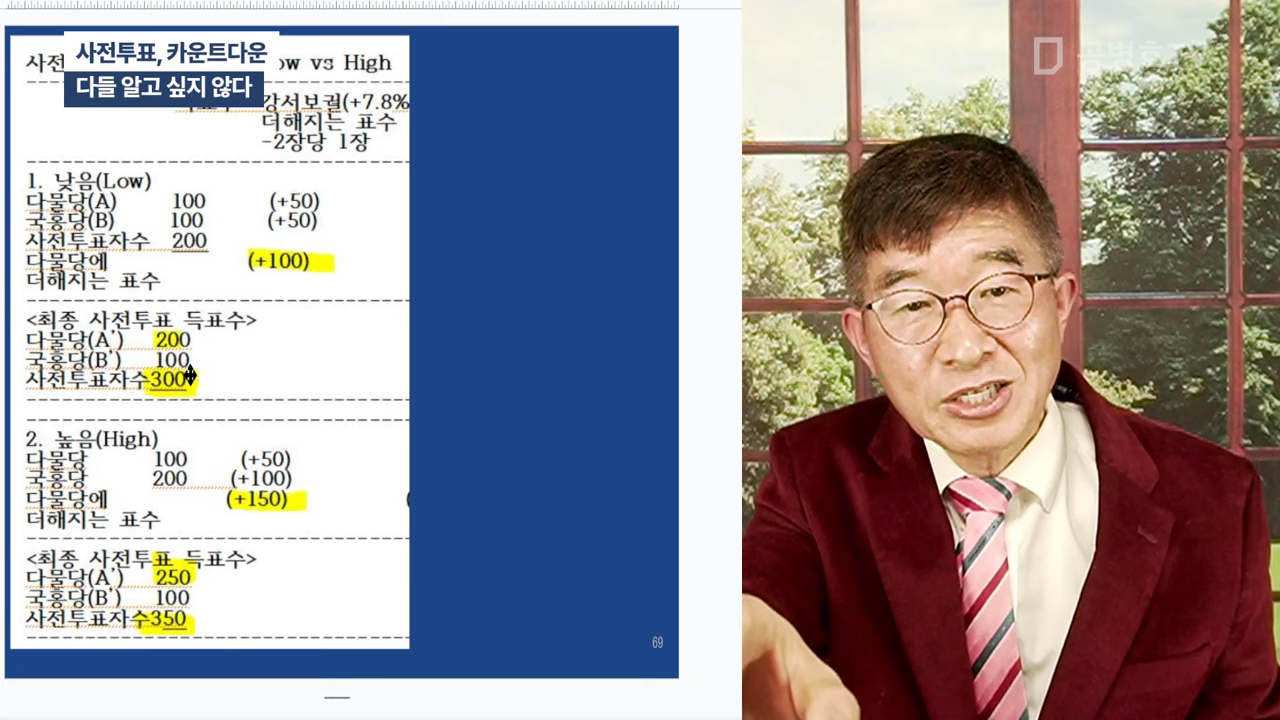 사전투표, 카운트다운
다들 알고 싶지 않다
사전
ow vs High
강서보궐(+7.8%
더해지는 표수
-2장당 1장
1. 낮음(Low)
다물당(A) 100 (+50)
국홍당(B) 100 (+50)
사전투표자수 200
다물당에 (+100)
더해지는 표수
<최종 사전투표 득표수>
다물당(A') 200
국홍당(B') 100
사전투표자수300
2. 높음(High)
다물당 100 (+50)
국홍당 200 (+100)
다물당에 (+150) (
더해지는 표수
<최종 사전투표 득표수>
다물당(A') 250
국홍당(B') 100
사전투표자수350
69